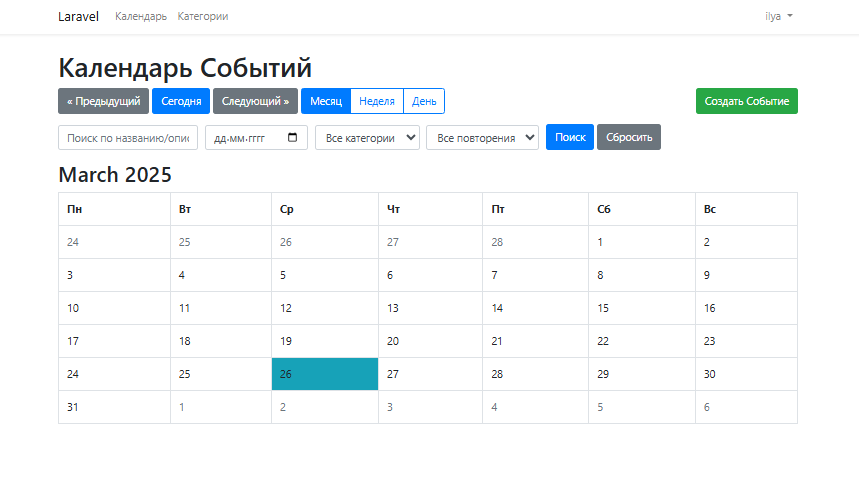 Laravel Календарь Категории ilya
Календарь Событий
« Предыдущий Сегодня Следующий » Месяц Неделя День Создать Событие
Поиск по названию/опис дд.мм.гггг Все категории Все повторения Поиск Сбросить
March 2025
Пн Вт Ср Чт Пт Сб Вс
24 25 26 27 28 1 2
3 4 5 6 7 8 9
10 11 12 13 14 15 16
17 18 19 20 21 22 23
24 25 26 27 28 29 30
31 1 2 3 4 5 6